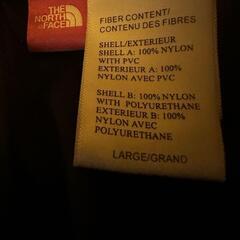 THE
NORTH
FACE
FIBER CONTENT/
CONTENU DES FIBRES
SHELL/EXTERIEUR
SHELL A: 100% NYLON
WITH PVC
EXTERIEUR A: 100%
NYLON AVEC PVC
SHELL B: 100% NYLON
WITH POLYURETHANE
EXTERIEUR B: 100%
NYLON AVEC
POLYURETHANE
LARGE/GRAND